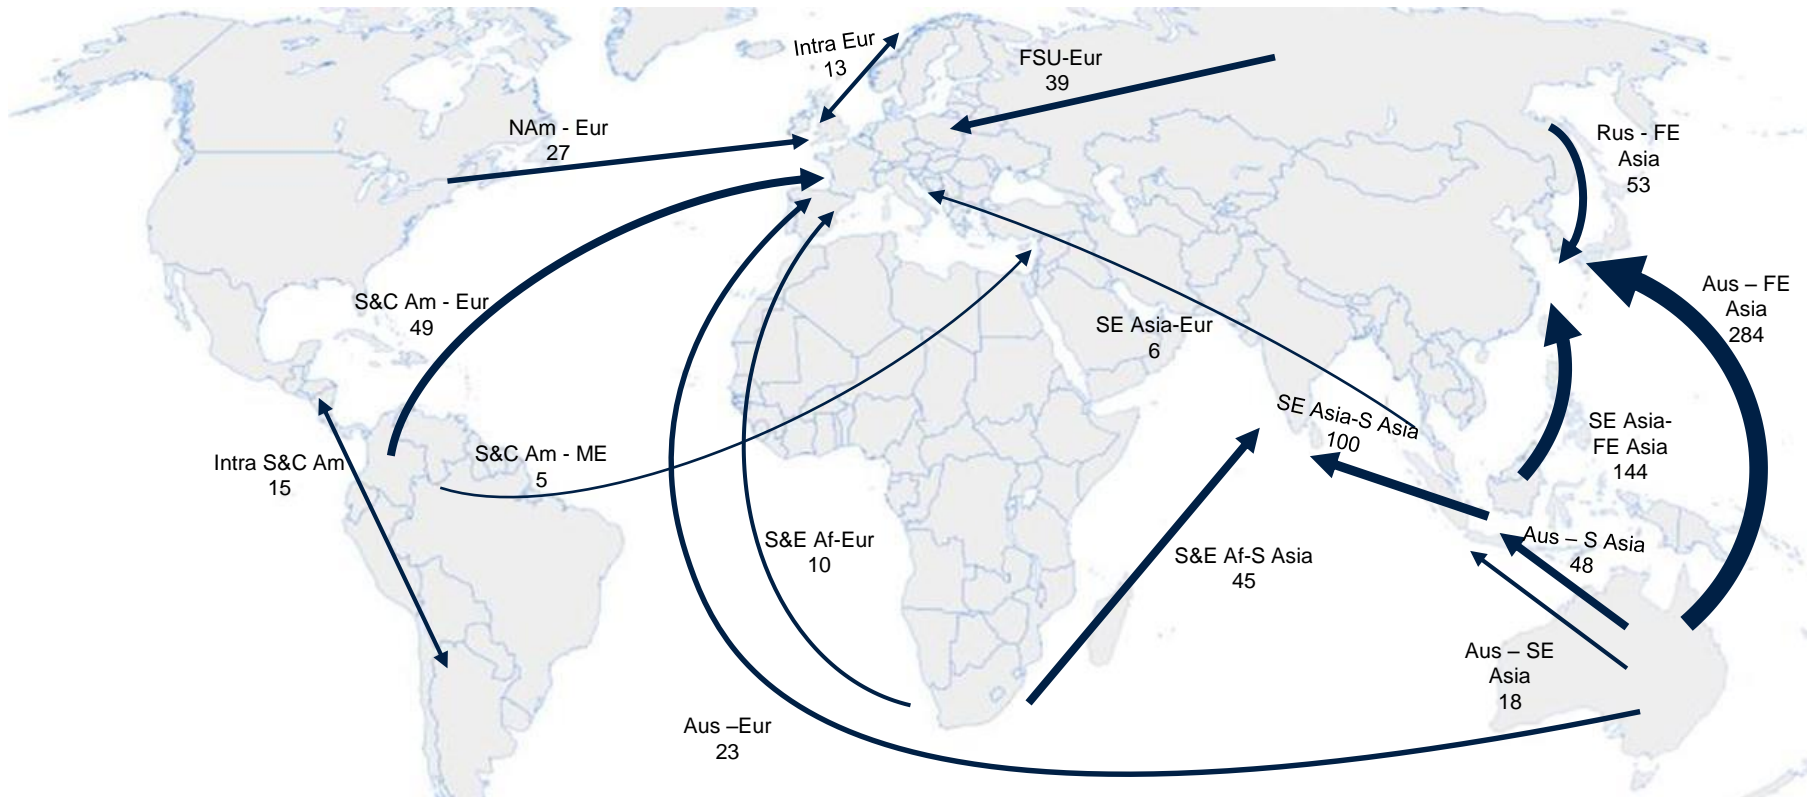 Intra Eur
13
FSU-Eur
39
NAm - Eur
27
Rus - FE
Asia
53
S&C Am - Eur
49
SE Asia-Eur
6
Aus – FE
Asia
284
SE Asia-S Asia
100
SE Asia-
FE Asia
144
Intra S&C Am
15
S&C Am - ME
5
S&E Af-Eur
10
S&E Af-S Asia
45
Aus – S Asia
48
Aus – SE
Asia
18
Aus –Eur
23